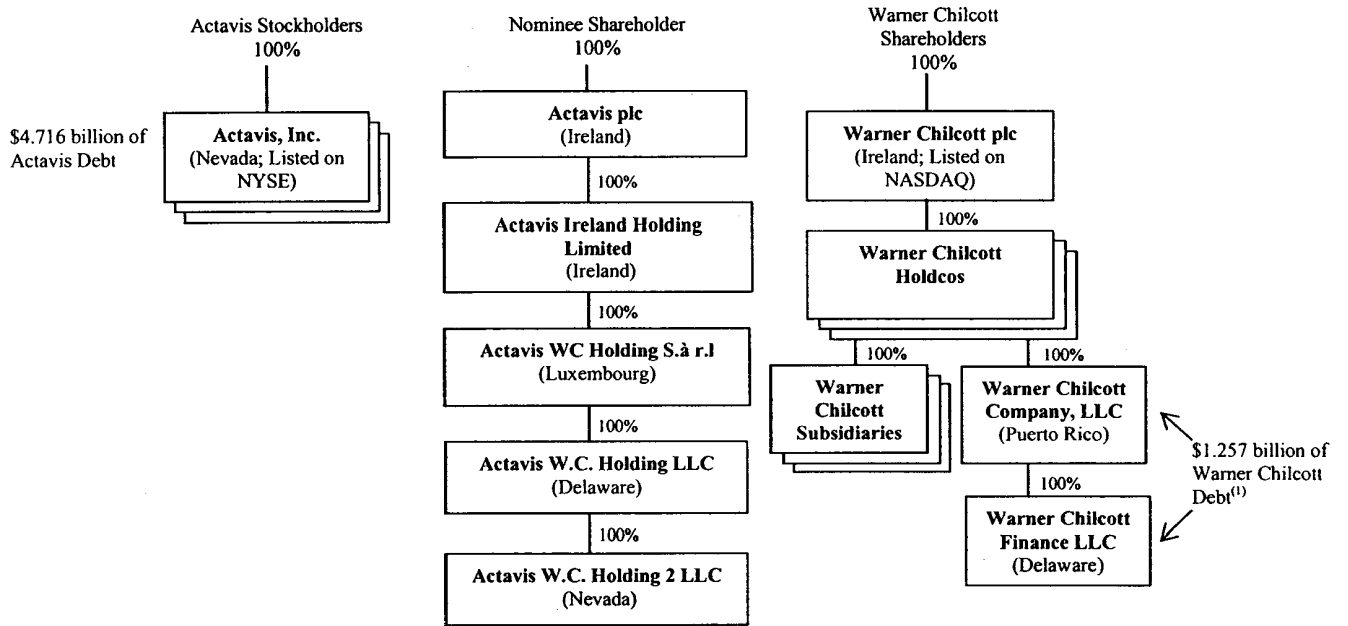 Actavis Stockholders
100%
$4.716 billion of
Actavis Debt
Actavis, Inc.
(Nevada; Listed on
NYSE)
Nominee Shareholder
100%
Actavis plc
(Ireland)
100%
Actavis Ireland Holding
Limited
(Ireland)
100%
Actavis WC Holding S.à r.l
(Luxembourg)
100%
Actavis W.C. Holding LLC
(Delaware)
100%
Actavis W.C. Holding 2 LLC
(Nevada)
Warner Chilcott
Shareholders
100%
Warner Chilcott plc
(Ireland; Listed on
NASDAQ)
100%
Warner Chilcott
Holdcos
100%
Warner
Chilcott
Subsidiaries
100%
Warner Chilcott
Company, LLC
(Puerto Rico)
100%
Warner Chilcott
Finance LLC
(Delaware)
$1.257 billion of
Warner Chilcott
Debt(1)